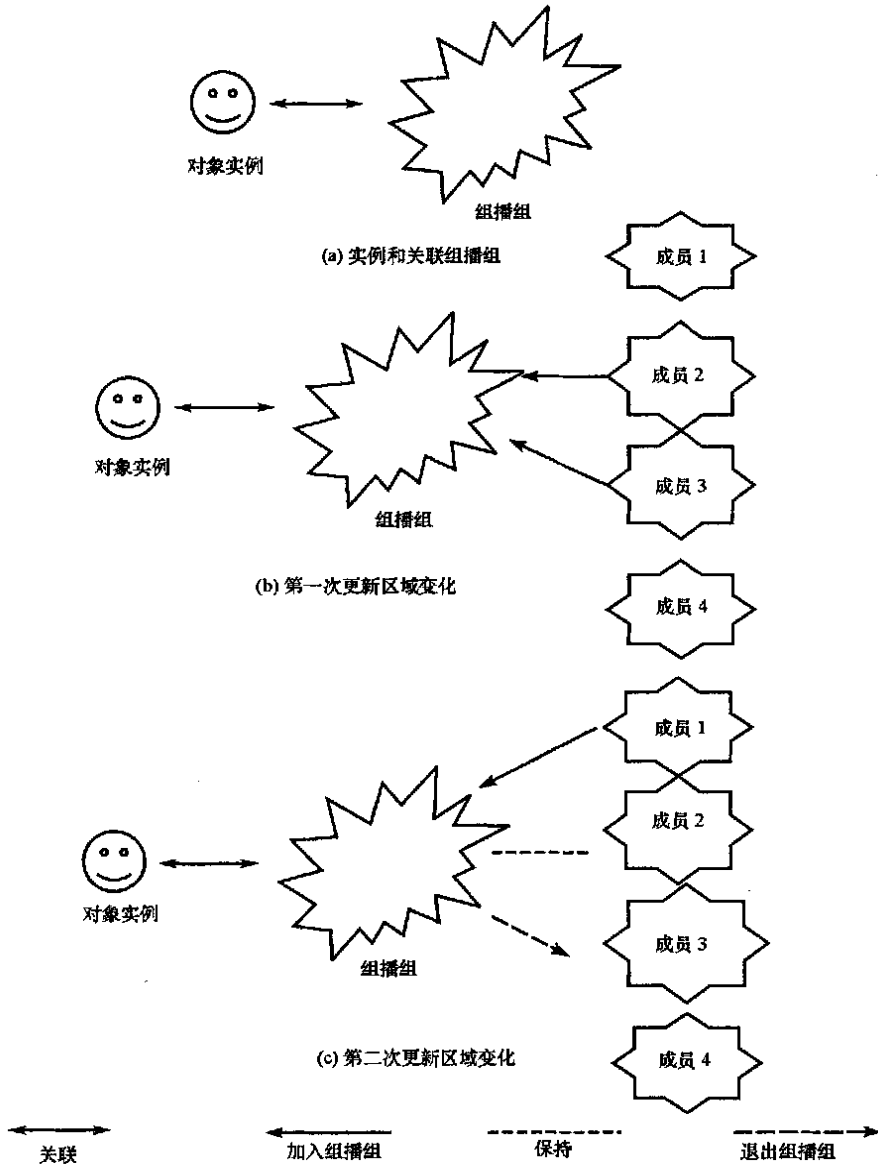 对象实例
组播组
(a) 实例和关联组播组
成员 1
成员 2
对象实例
成员 3
组播组
(b) 第一次更新区域变化
成员 4
成员 1
成员 2
对象实例
成员 3
组播组
(c) 第二次更新区域变化
成员 4
关联
加入组播组
保持
退出组播组